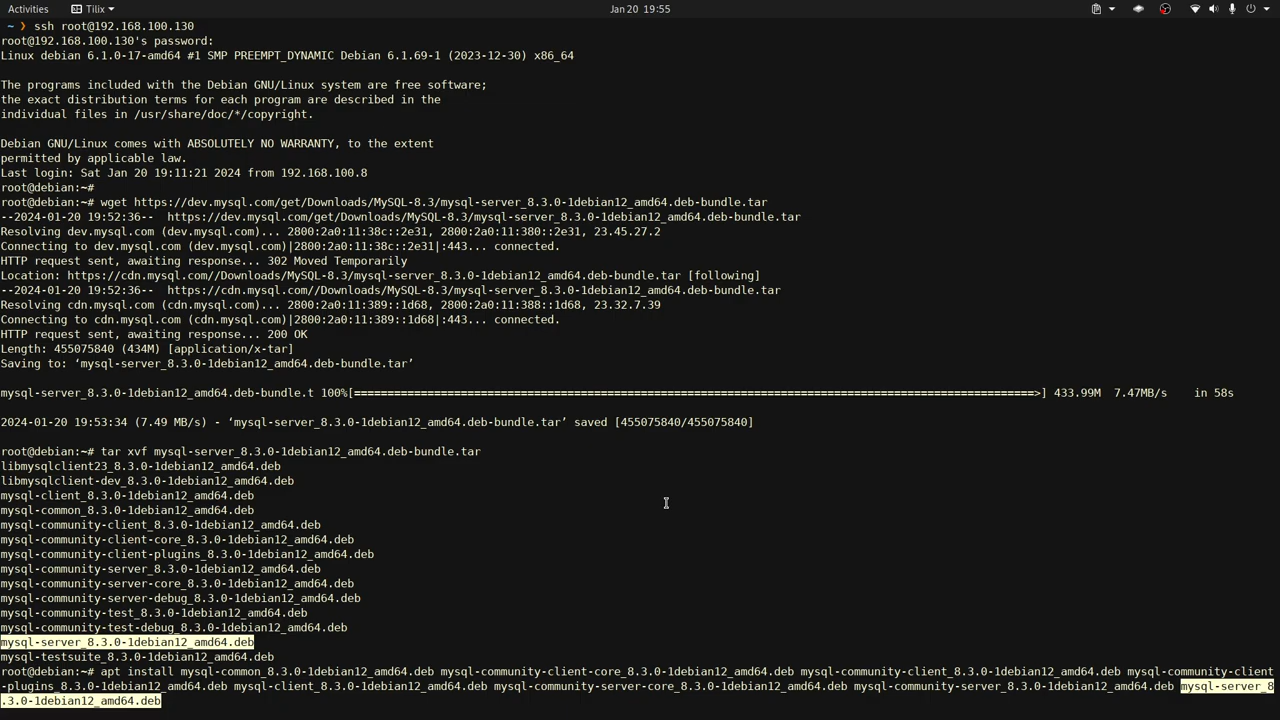 Activities Tilix Jan 20 19:55
~ ❯ ssh root@192.168.100.130
root@192.168.100.130's password:
Linux debian 6.1.0-17-amd64 #1 SMP PREEMPT_DYNAMIC Debian 6.1.69-1 (2023-12-30) x86_64
The programs included with the Debian GNU/Linux system are free software;
the exact distribution terms for each program are described in the
individual files in /usr/share/doc/*/copyright.
Debian GNU/Linux comes with ABSOLUTELY NO WARRANTY, to the extent
permitted by applicable law.
Last login: Sat Jan 20 19:11:21 2024 from 192.168.100.8
root@debian:~#
root@debian:~# wget https://dev.mysql.com/get/Downloads/MySQL-8.3/mysql-server_8.3.0-1debian12_amd64.deb-bundle.tar
--2024-01-20 19:52:36--  https://dev.mysql.com/get/Downloads/MySQL-8.3/mysql-server_8.3.0-1debian12_amd64.deb-bundle.tar
Resolving dev.mysql.com (dev.mysql.com)... 2800:2a0:11:38c::2e31, 2800:2a0:11:380::2e31, 23.45.27.2
Connecting to dev.mysql.com (dev.mysql.com)|2800:2a0:11:38c::2e31|:443... connected.
HTTP request sent, awaiting response... 302 Moved Temporarily
Location: https://cdn.mysql.com//Downloads/MySQL-8.3/mysql-server_8.3.0-1debian12_amd64.deb-bundle.tar [following]
--2024-01-20 19:52:36--  https://cdn.mysql.com//Downloads/MySQL-8.3/mysql-server_8.3.0-1debian12_amd64.deb-bundle.tar
Resolving cdn.mysql.com (cdn.mysql.com)... 2800:2a0:11:389::1d68, 2800:2a0:11:388::1d68, 23.32.7.39
Connecting to cdn.mysql.com (cdn.mysql.com)|2800:2a0:11:389::1d68|:443... connected.
HTTP request sent, awaiting response... 200 OK
Length: 455075840 (434M) [application/x-tar]
Saving to: ‘mysql-server_8.3.0-1debian12_amd64.deb-bundle.tar’
mysql-server_8.3.0-1debian12_amd64.deb-bundle.t 100%[=====================================================================================================>] 433.99M  7.47MB/s    in 58s
2024-01-20 19:53:34 (7.49 MB/s) - ‘mysql-server_8.3.0-1debian12_amd64.deb-bundle.tar’ saved [455075840/455075840]
root@debian:~# tar xvf mysql-server_8.3.0-1debian12_amd64.deb-bundle.tar
libmysqlclient23_8.3.0-1debian12_amd64.deb
libmysqlclient-dev_8.3.0-1debian12_amd64.deb
mysql-client_8.3.0-1debian12_amd64.deb
mysql-common_8.3.0-1debian12_amd64.deb
mysql-community-client_8.3.0-1debian12_amd64.deb
mysql-community-client-core_8.3.0-1debian12_amd64.deb
mysql-community-client-plugins_8.3.0-1debian12_amd64.deb
mysql-community-server_8.3.0-1debian12_amd64.deb
mysql-community-server-core_8.3.0-1debian12_amd64.deb
mysql-community-server-debug_8.3.0-1debian12_amd64.deb
mysql-community-test_8.3.0-1debian12_amd64.deb
mysql-community-test-debug_8.3.0-1debian12_amd64.deb
mysql-server_8.3.0-1debian12_amd64.deb
mysql-testsuite_8.3.0-1debian12_amd64.deb
root@debian:~# apt install mysql-common_8.3.0-1debian12_amd64.deb mysql-community-client-core_8.3.0-1debian12_amd64.deb mysql-community-client_8.3.0-1debian12_amd64.deb mysql-community-client
-plugins_8.3.0-1debian12_amd64.deb mysql-client_8.3.0-1debian12_amd64.deb mysql-community-server-core_8.3.0-1debian12_amd64.deb mysql-community-server_8.3.0-1debian12_amd64.deb mysql-server_8
.3.0-1debian12_amd64.deb